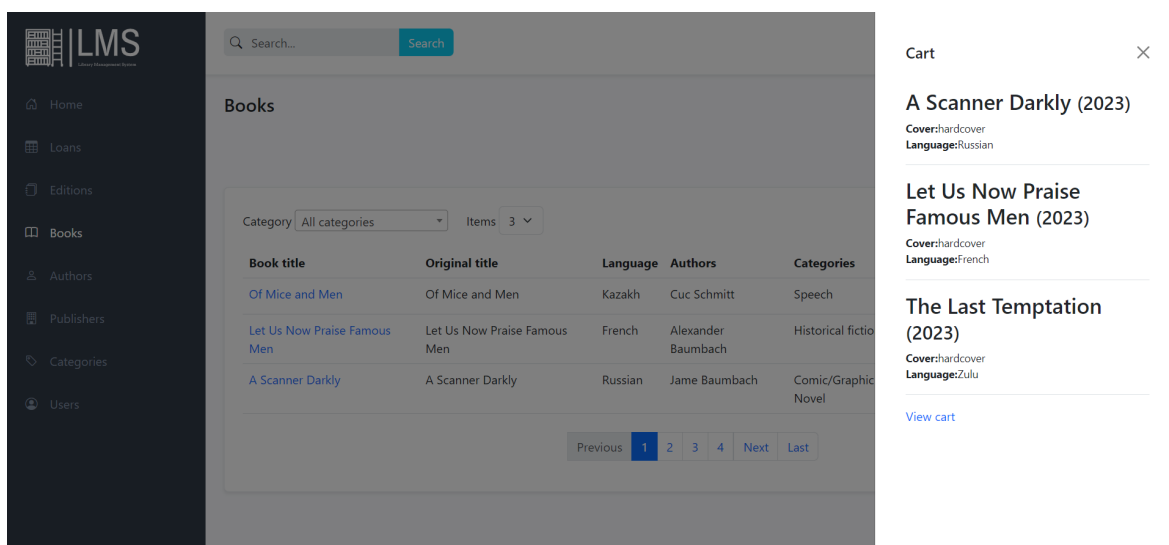 LMS
Library Management System
Home
Loans
Editions
Books
Authors
Publishers
Categories
Users
Search...
Search
Books
Category All categories Items 3
Book title Original title Language Authors Categories
Of Mice and Men Of Mice and Men Kazakh Cuc Schmitt Speech
Let Us Now Praise Famous Let Us Now Praise Famous French Alexander Historical fictio
Men Men Baumbach
A Scanner Darkly A Scanner Darkly Russian Jame Baumbach Comic/Graphic
Novel
Previous 1 2 3 4 Next Last
Cart
A Scanner Darkly (2023)
Cover:hardcover
Language:Russian
Let Us Now Praise
Famous Men (2023)
Cover:hardcover
Language:French
The Last Temptation
(2023)
Cover:hardcover
Language:Zulu
View cart